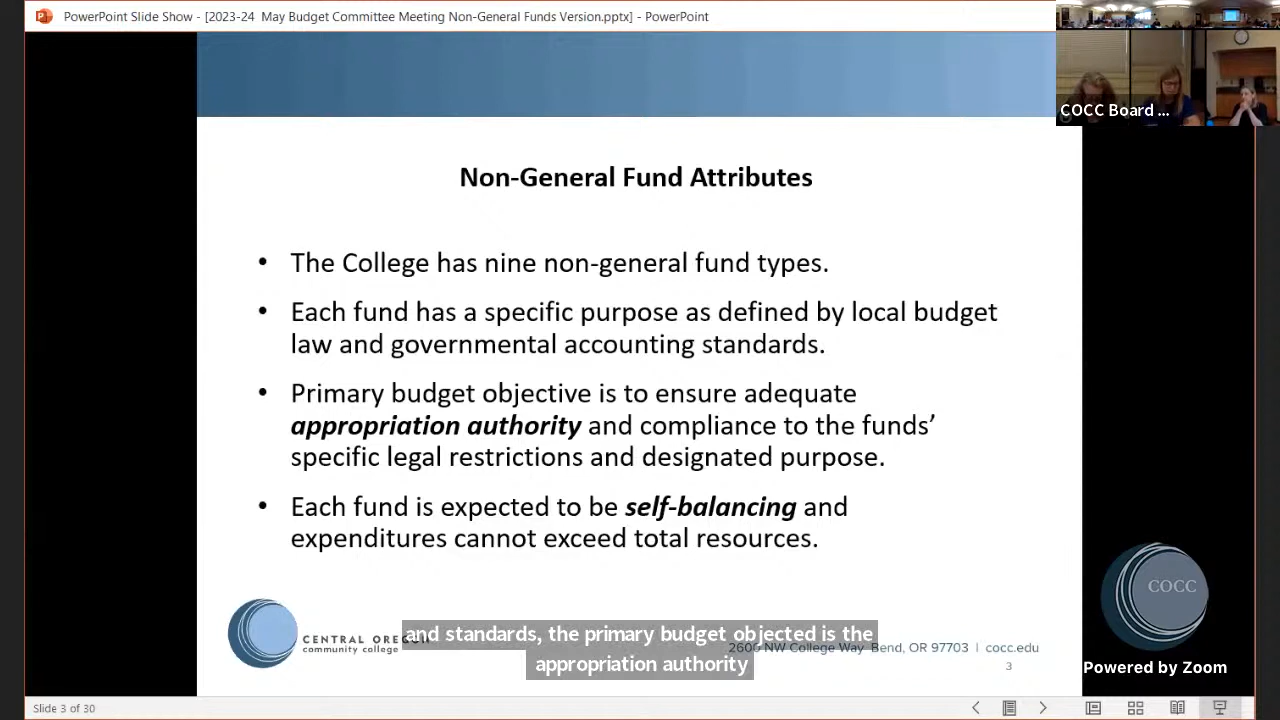 PowerPoint Slide Show - [2023-24 May Budget Committee Meeting Non-General Funds Version.pptx] - PowerPoint
COCC Board ...
Non-General Fund Attributes
• The College has nine non-general fund types.
• Each fund has a specific purpose as defined by local budget
law and governmental accounting standards.
• Primary budget objective is to ensure adequate
appropriation authority and compliance to the funds’
specific legal restrictions and designated purpose.
• Each fund is expected to be self-balancing and
expenditures cannot exceed total resources.
COCC
CENTRAL OREGON
community college
and standards, the primary budget objected is the
appropriation authority
2600 NW College Way Bend, OR 97703 | cocc.edu
3
Powered by Zoom
Slide 3 of 30